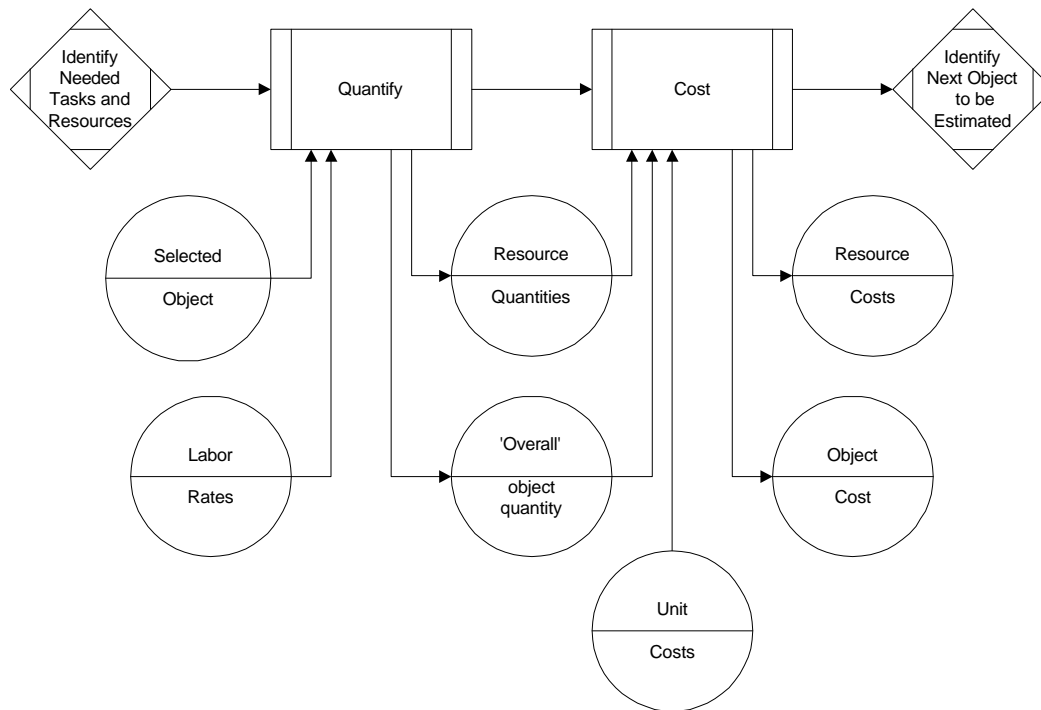 Identify
Needed
Tasks and
Resources
Quantify
Cost
Identify
Next Object
to be
Estimated
Selected
Object
Resource
Quantities
Resource
Costs
Labor
Rates
'Overall'
object
quantity
Object
Cost
Unit
Costs